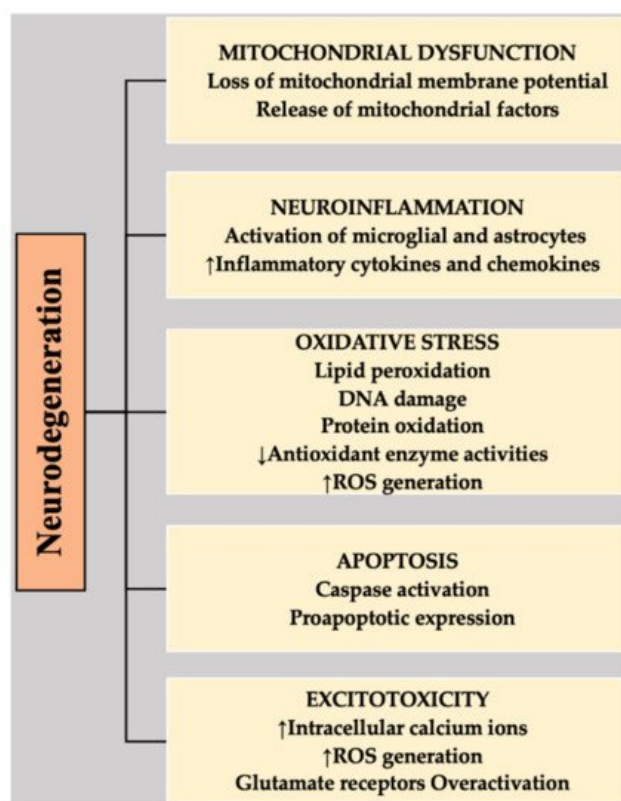 Neurodegeneration
MITOCHONDRIAL DYSFUNCTION
Loss of mitochondrial membrane potential
Release of mitochondrial factors
NEUROINFLAMMATION
Activation of microglial and astrocytes
↑Inflammatory cytokines and chemokines
OXIDATIVE STRESS
Lipid peroxidation
DNA damage
Protein oxidation
↓Antioxidant enzyme activities
↑ROS generation
APOPTOSIS
Caspase activation
Proapoptotic expression
EXCITOTOXICITY
↑Intracellular calcium ions
↑ROS generation
Glutamate receptors Overactivation